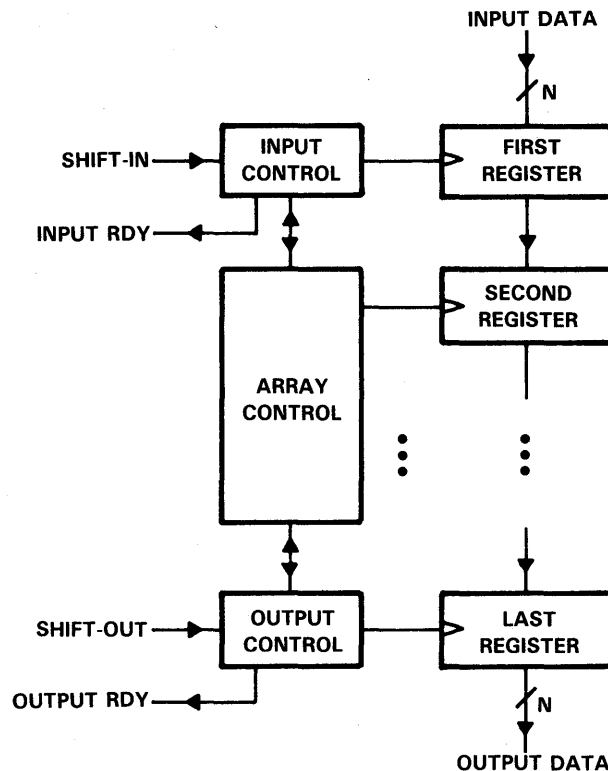 INPUT DATA
N
INPUT
CONTROL
FIRST
REGISTER
SHIFT-IN
INPUT RDY
SECOND
REGISTER
ARRAY
CONTROL
OUTPUT
CONTROL
LAST
REGISTER
SHIFT-OUT
OUTPUT RDY
N
OUTPUT DATA